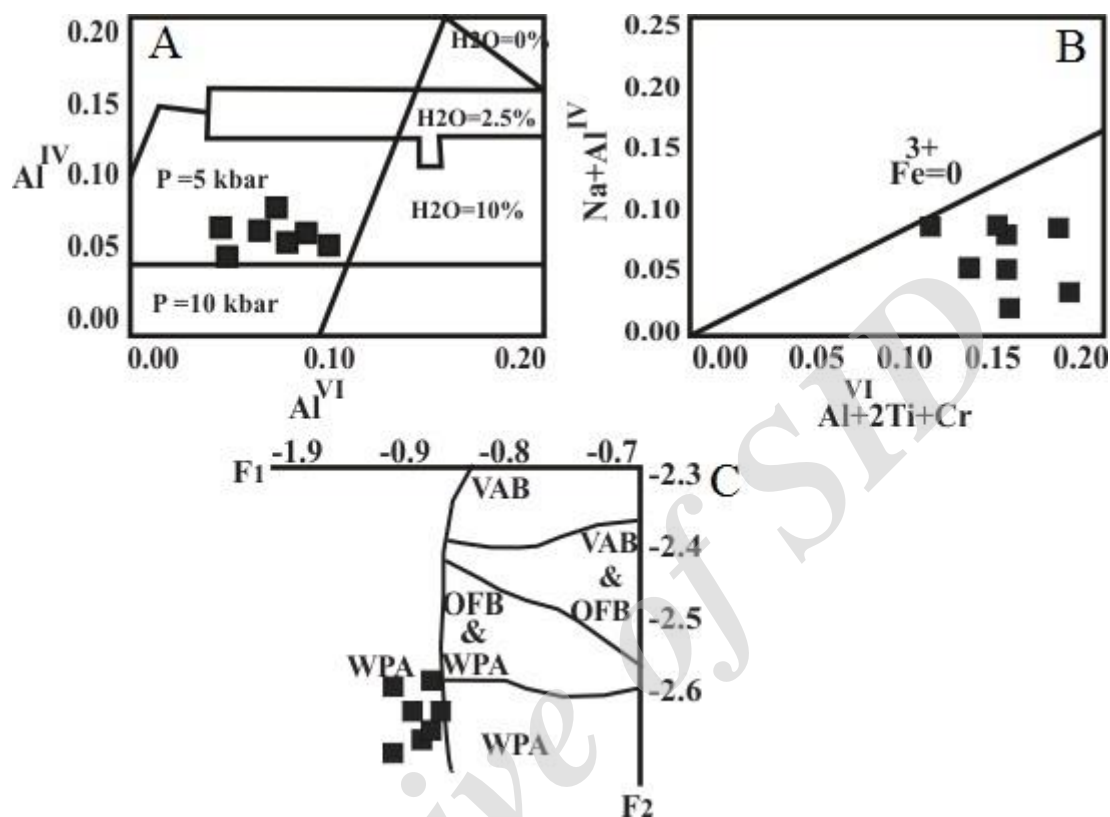 A
0.20
0.15
0.10
0.05
0.00
Al IV
H2O=0%
H2O=2.5%
P =5 kbar
H2O=10%
P =10 kbar
0.00 0.10 0.20
Al VI
B
0.25
0.20
0.15
0.10
0.05
0.00
Na+Al IV
3+
Fe=0
0.00 0.05 0.10 0.15 0.20
VI
Al+2Ti+Cr
-1.9 -0.9 -0.8 -0.7
F1
C
-2.3
-2.4
-2.5
-2.6
VAB
VAB
&
OFB
OFB
&
WPA WPA
WPA
F2
ive of SID